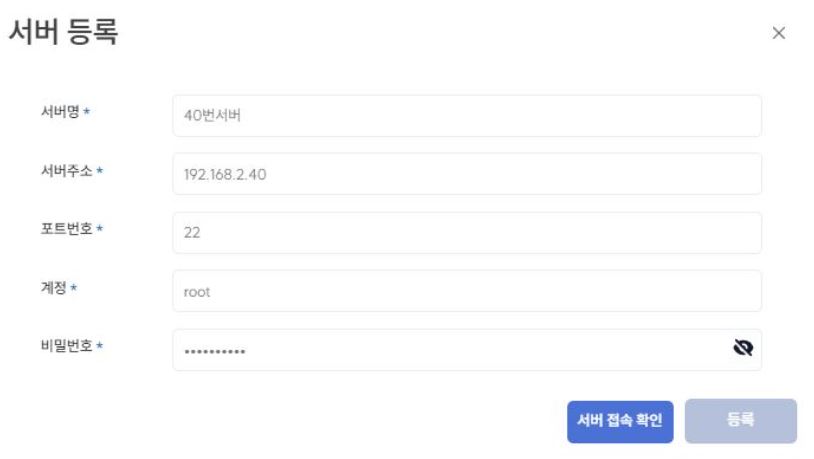 서버 등록
서버명 *
40번서버
서버주소 *
192.168.2.40
포트번호 *
22
계정 *
root
비밀번호 *
••••••••••
서버 접속 확인
등록